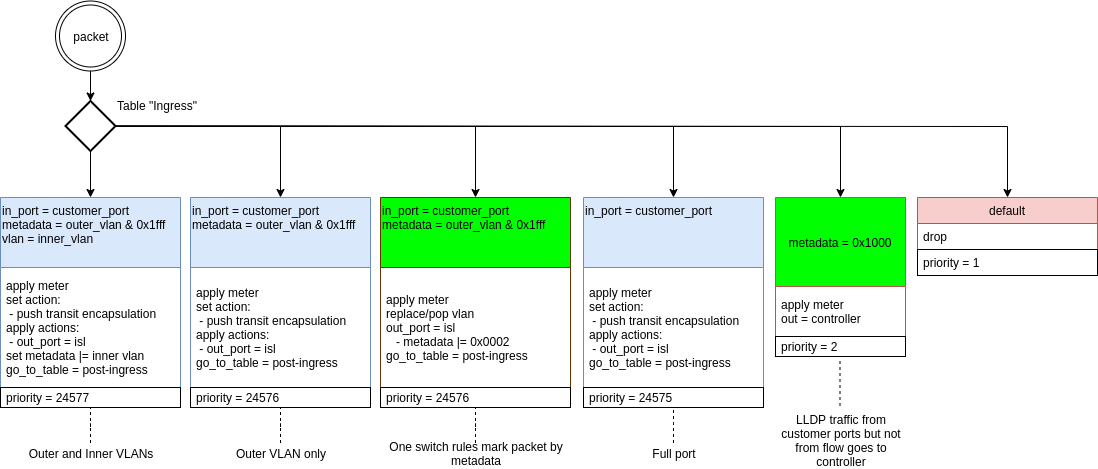 packet
Table "Ingress"
in_port = customer_port
metadata = outer_vlan & 0x1fff
vlan = inner_vlan
apply meter
set action:
- push transit encapsulation
apply actions:
- out_port = isl
set metadata |= inner vlan
go_to_table = post-ingress
priority = 24577
Outer and Inner VLANs
in_port = customer_port
metadata = outer_vlan & 0x1fff
apply meter
set action:
- push transit encapsulation
apply actions:
- out_port = isl
go_to_table = post-ingress
priority = 24576
Outer VLAN only
in_port = customer_port
metadata = outer_vlan & 0x1fff
apply meter
replace/pop vlan
out_port = isl
- metadata |= 0x0002
go_to_table = post-ingress
priority = 24576
One switch rules mark packet by
metadata
in_port = customer_port
apply meter
set action:
- push transit encapsulation
apply actions:
- out_port = isl
go_to_table = post-ingress
priority = 24575
Full port
metadata = 0x1000
apply meter
out = controller
priority = 2
LLDP traffic from
customer ports but not
from flow goes to
controller
default
drop
priority = 1